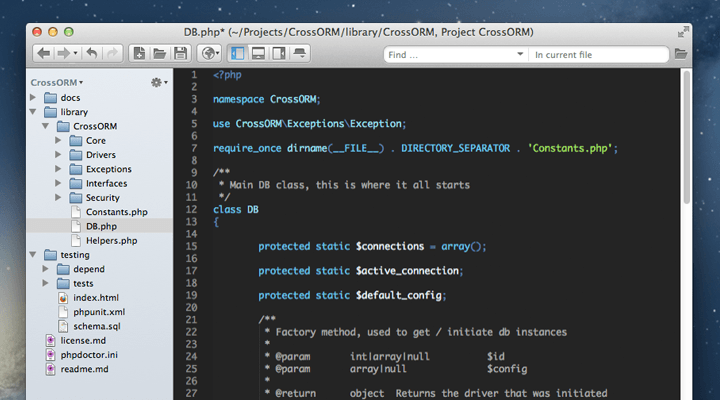 DB.php* (~/Projects/CrossORM/library/CrossORM, Project CrossORM)
Find ...
In current file
CrossORM
docs
library
CrossORM
Core
Drivers
Exceptions
Interfaces
Security
Constants.php
DB.php
Helpers.php
testing
depend
tests
index.html
phpunit.xml
schema.sql
license.md
phpdoctor.ini
readme.md
1 <?php
2
3 namespace CrossORM;
4
5 use CrossORM\Exceptions\Exception;
6
7 require_once dirname(__FILE__) . DIRECTORY_SEPARATOR . 'Constants.php';
8
9 /**
10 * Main DB class, this is where it all starts
11 */
12 class DB
13 {
14
15 protected static $connections = array();
16
17 protected static $active_connection;
18
19 protected static $default_config;
20
21 /**
22 * Factory method, used to get / initiate db instances
23 *
24 * @param int|array|null $id
25 * @param array|null $config
26 *
27 * @return object Returns the driver that was initiated